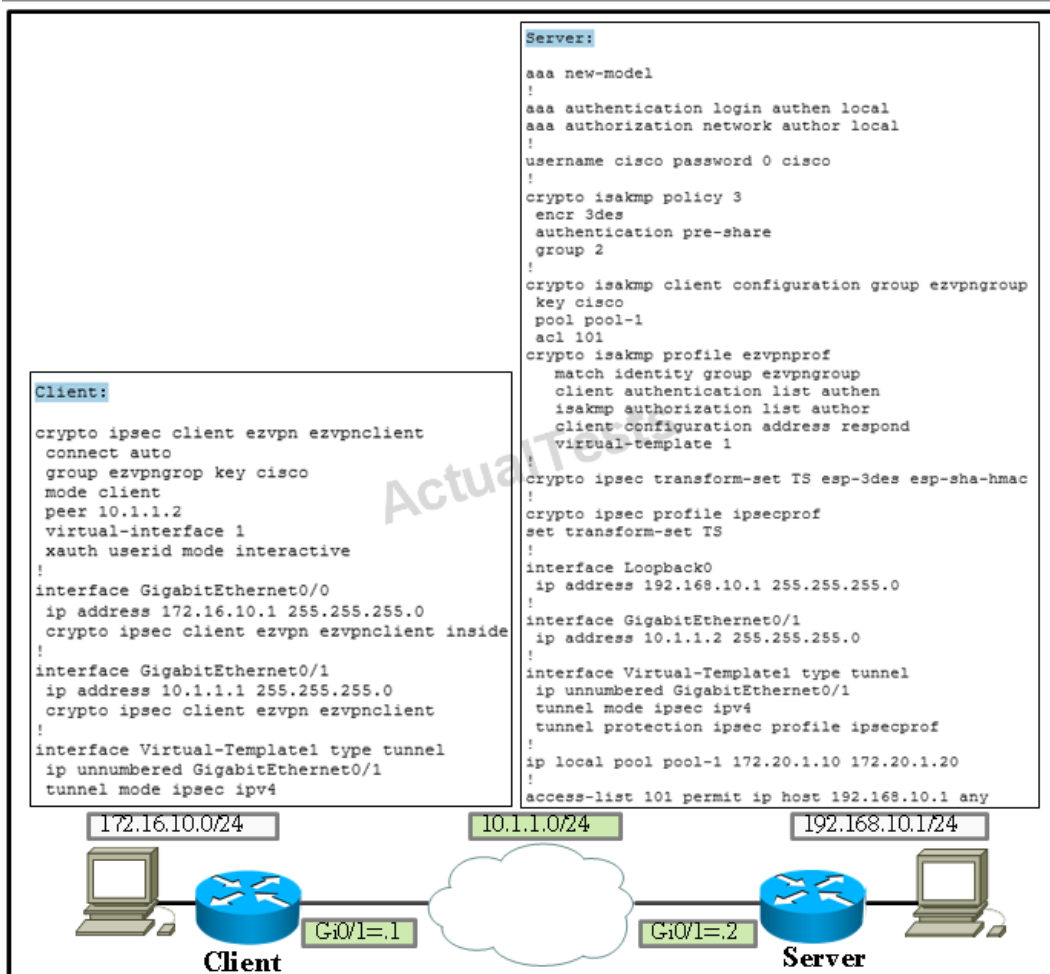 Server:
aaa new-model
!
aaa authentication login authen local
aaa authorization network author local
!
username cisco password 0 cisco
!
crypto isakmp policy 3
encr 3des
authentication pre-share
group 2
!
crypto isakmp client configuration group ezvpngroup
key cisco
pool pool-1
acl 101
crypto isakmp profile ezvpnprof
match identity group ezvpngroup
client authentication list authen
isakmp authorization list author
client configuration address respond
virtual-template 1
!
crypto ipsec transform-set TS esp-3des esp-sha-hmac
!
crypto ipsec profile ipsecprof
set transform-set TS
!
interface Loopback0
ip address 192.168.10.1 255.255.255.0
!
interface GigabitEthernet0/1
ip address 10.1.1.2 255.255.255.0
!
interface Virtual-Template1 type tunnel
ip unnumbered GigabitEthernet0/1
tunnel mode ipsec ipv4
tunnel protection ipsec profile ipsecprof
!
ip local pool pool-1 172.20.1.10 172.20.1.20
!
access-list 101 permit ip host 192.168.10.1 any
Client:
crypto ipsec client ezvpn ezvpnclient
connect auto
group ezvpngrop key cisco
mode client
peer 10.1.1.2
virtual-interface 1
xauth userid mode interactive
!
interface GigabitEthernet0/0
ip address 172.16.10.1 255.255.255.0
crypto ipsec client ezvpn ezvpnclient inside
!
interface GigabitEthernet0/1
ip address 10.1.1.1 255.255.255.0
crypto ipsec client ezvpn ezvpnclient
!
interface Virtual-Template1 type tunnel
ip unnumbered GigabitEthernet0/1
tunnel mode ipsec ipv4
ActualTests
172.16.10.0/24
10.1.1.0/24
192.168.10.1/24
Gi0/1=.1
Gi0/1=.2
Client
Server